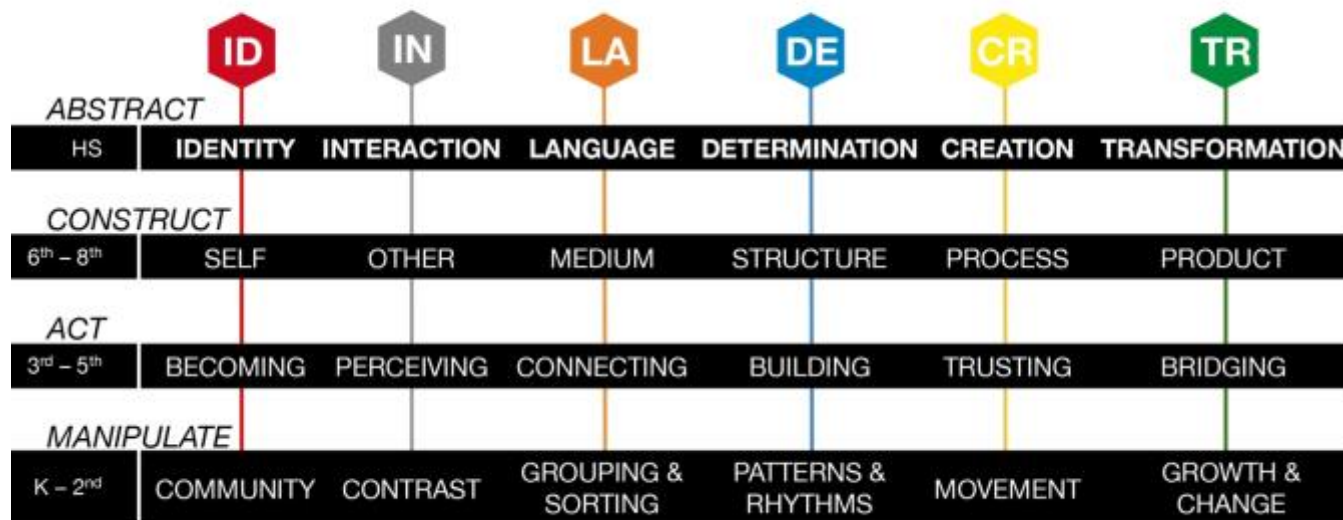 ID IN LA DE CR TR
ABSTRACT
HS IDENTITY INTERACTION LANGUAGE DETERMINATION CREATION TRANSFORMATION
CONSTRUCT
6th – 8th SELF OTHER MEDIUM STRUCTURE PROCESS PRODUCT
ACT
3rd – 5th BECOMING PERCEIVING CONNECTING BUILDING TRUSTING BRIDGING
MANIPULATE
K – 2nd COMMUNITY CONTRAST GROUPING & SORTING PATTERNS & RHYTHMS MOVEMENT GROWTH & CHANGE